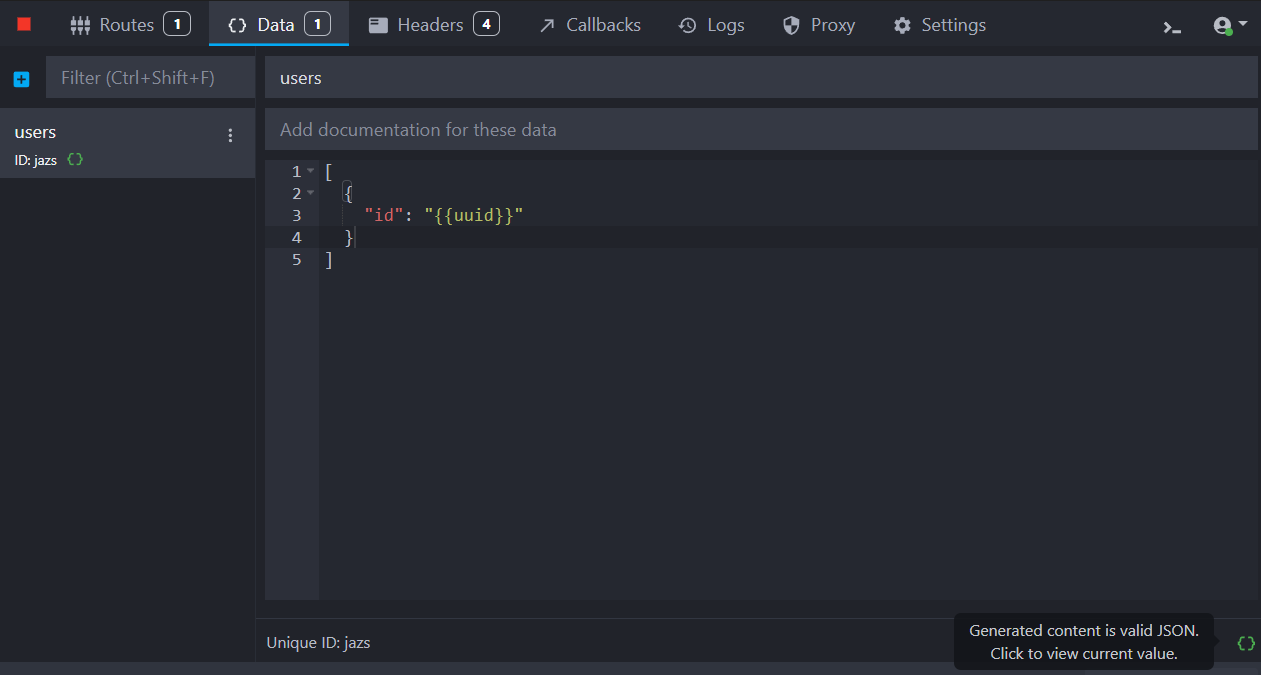 Routes 1 Data 1 Headers 4 Callbacks Logs Proxy Settings
Filter (Ctrl+Shift+F)
users
users
ID: jazs
Add documentation for these data
1 [
2 {
3 "id": "{{uuid}}"
4 }
5 ]
Unique ID: jazs
Generated content is valid JSON.
Click to view current value.